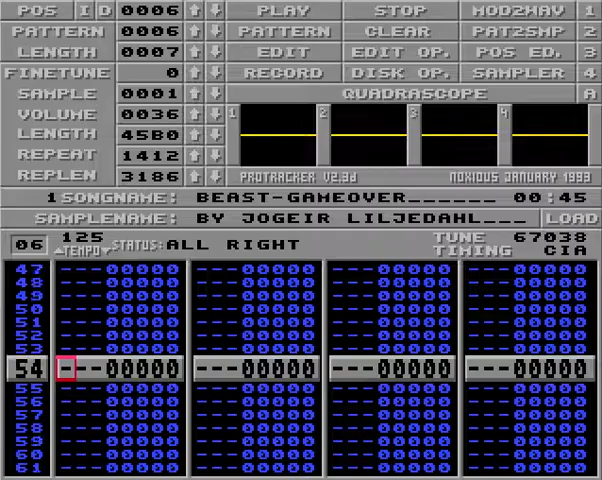 POS I D 0006 PLAY STOP MOD2WAV 1
PATTERN 0006 PATTERN CLEAR PAT2SMP 2
LENGTH 0007 EDIT EDIT OP. POS ED. 3
FINETUNE 0 RECORD DISK OP. SAMPLER 4
SAMPLE 0001 QUADRASCOPE A
VOLUME 0036 1 2 3 4
LENGTH 45B0
REPEAT 1412
REPLEN 3186 PROTRACKER V2.3d NOXIOUS JANUARY 1993
1 SONGNAME: BEAST-GAMEOVER______ 00:45
SAMPLENAME: BY JOGEIR LILJEDAHL___ LOAD
06 125 TEMPO STATUS: ALL RIGHT TUNE 67038
TIMING CIA
47 ---00000 ---00000 ---00000 ---00000
48 ---00000 ---00000 ---00000 ---00000
49 ---00000 ---00000 ---00000 ---00000
50 ---00000 ---00000 ---00000 ---00000
51 ---00000 ---00000 ---00000 ---00000
52 ---00000 ---00000 ---00000 ---00000
53 ---00000 ---00000 ---00000 ---00000
54 ---00000 ---00000 ---00000 ---00000
55 ---00000 ---00000 ---00000 ---00000
56 ---00000 ---00000 ---00000 ---00000
57 ---00000 ---00000 ---00000 ---00000
58 ---00000 ---00000 ---00000 ---00000
59 ---00000 ---00000 ---00000 ---00000
60 ---00000 ---00000 ---00000 ---00000
61 ---00000 ---00000 ---00000 ---00000